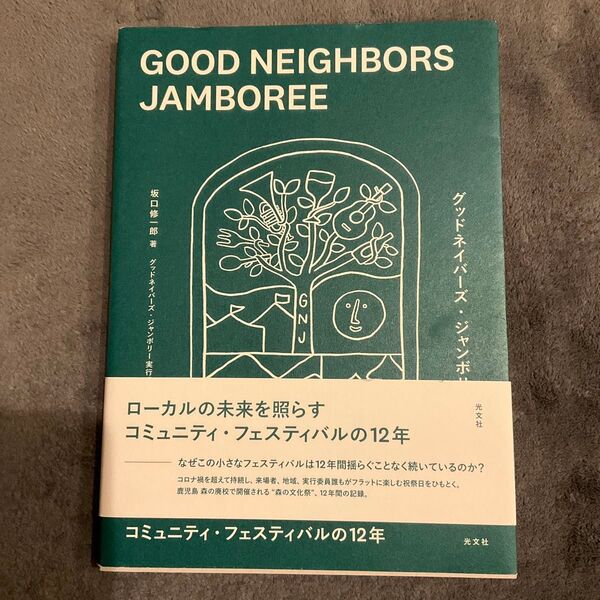 GOOD NEIGHBORS
JAMBOREE
グッドネイバーズ・ジャンボリ
坂口修一郎 著
グッドネイバーズ・ジャンボリー実行
GNJ
光文社
ローカルの未来を照らす
コミュニティ・フェスティバルの12年
なぜこの小さなフェスティバルは12年間揺らぐことなく続いているのか?
コロナ禍を超えて持続し、来場者、地域、実行委員誰もがフラットに楽しむ祝祭日をひもとく。
鹿児島 森の廃校で開催される“森の文化祭”、12年間の記録。
コミュニティ・フェスティバルの12年
光文社